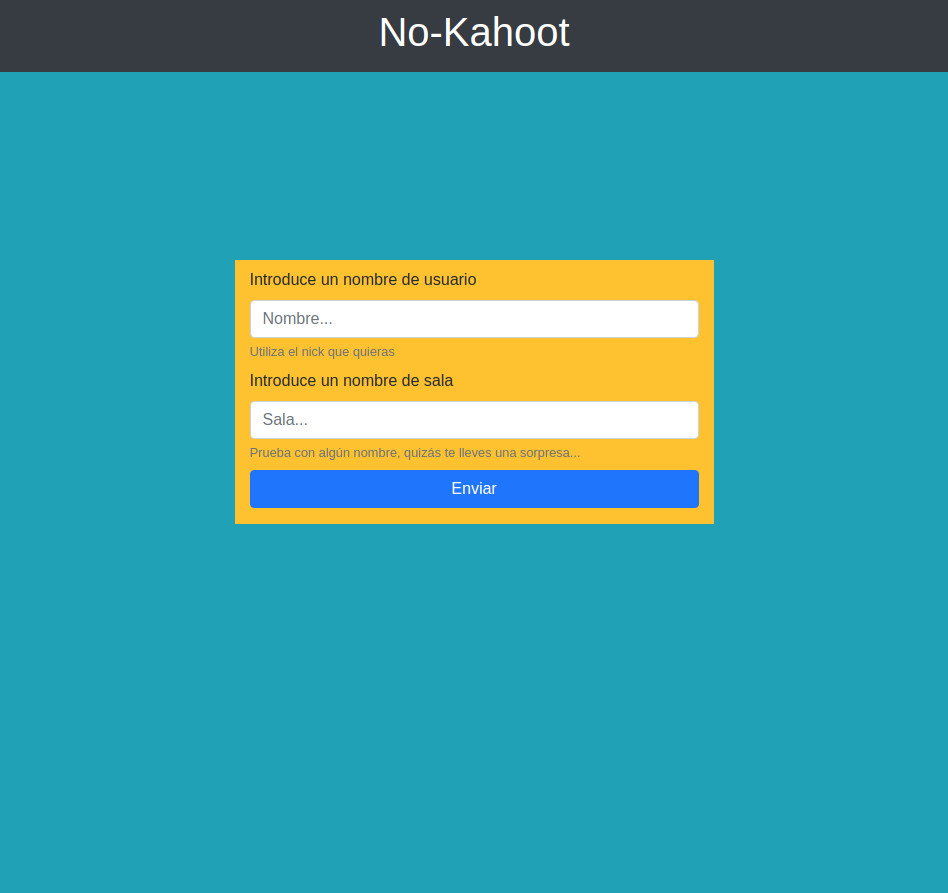 No-Kahoot
Introduce un nombre de usuario
Nombre...
Utiliza el nick que quieras
Introduce un nombre de sala
Sala...
Prueba con algún nombre, quizás te lleves una sorpresa...
Enviar